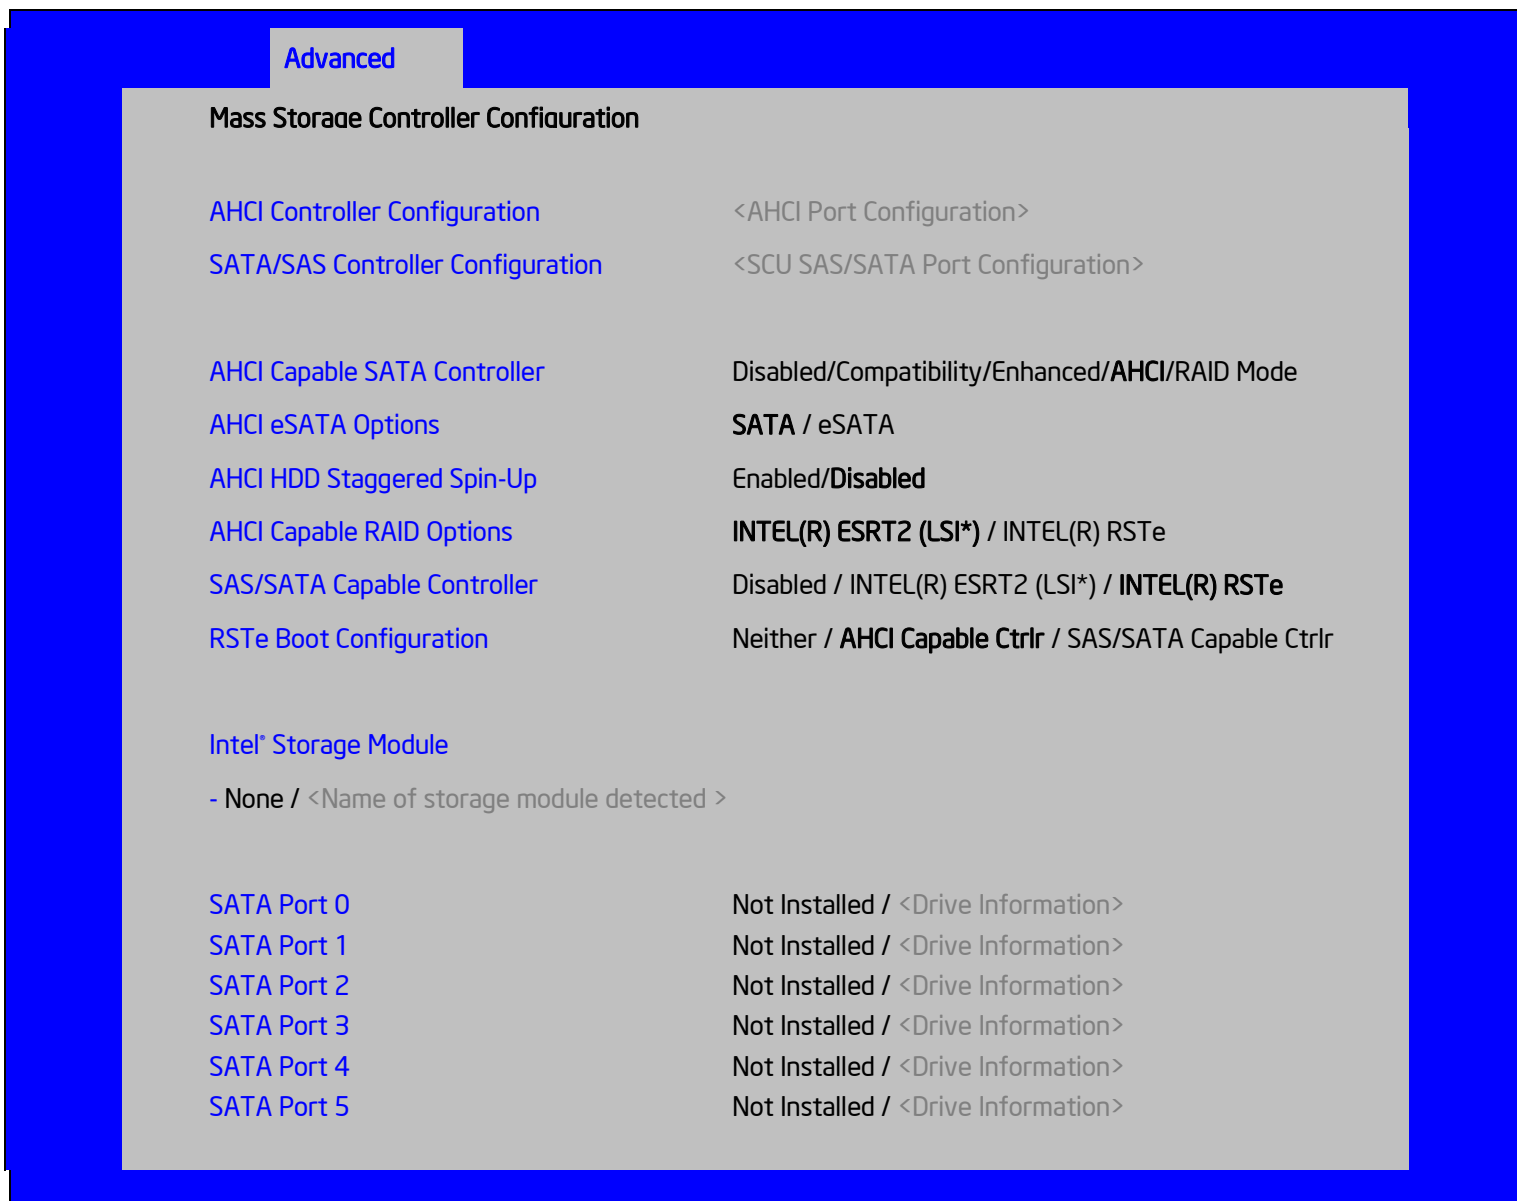 Advanced
Mass Storage Controller Configuration
AHCI Controller Configuration <AHCI Port Configuration>
SATA/SAS Controller Configuration <SCU SAS/SATA Port Configuration>
AHCI Capable SATA Controller Disabled/Compatibility/Enhanced/AHCI/RAID Mode
AHCI eSATA Options SATA / eSATA
AHCI HDD Staggered Spin-Up Enabled/Disabled
AHCI Capable RAID Options INTEL(R) ESRT2 (LSI*) / INTEL(R) RSTe
SAS/SATA Capable Controller Disabled / INTEL(R) ESRT2 (LSI*) / INTEL(R) RSTe
RSTe Boot Configuration Neither / AHCI Capable Ctrlr / SAS/SATA Capable Ctrlr
Intel® Storage Module
- None / <Name of storage module detected >
SATA Port 0 Not Installed / <Drive Information>
SATA Port 1 Not Installed / <Drive Information>
SATA Port 2 Not Installed / <Drive Information>
SATA Port 3 Not Installed / <Drive Information>
SATA Port 4 Not Installed / <Drive Information>
SATA Port 5 Not Installed / <Drive Information>